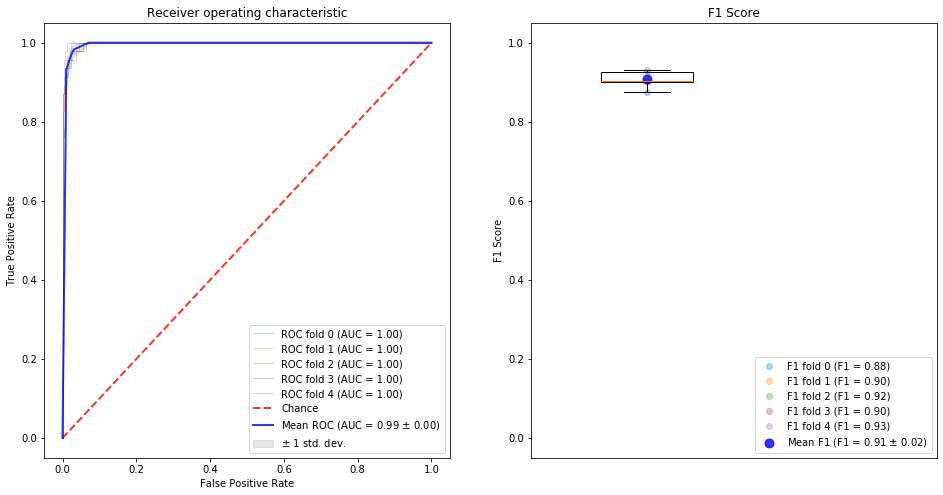 Receiver operating characteristic
True Positive Rate
1.0
0.8
0.6
0.4
0.2
0.0
0.0
0.2
0.4
0.6
0.8
1.0
False Positive Rate
ROC fold 0 (AUC = 1.00)
ROC fold 1 (AUC = 1.00)
ROC fold 2 (AUC = 1.00)
ROC fold 3 (AUC = 1.00)
ROC fold 4 (AUC = 1.00)
Chance
Mean ROC (AUC = 0.99 ± 0.00)
± 1 std. dev.
F1 Score
F1 Score
1.0
0.8
0.6
0.4
0.2
0.0
F1 fold 0 (F1 = 0.88)
F1 fold 1 (F1 = 0.90)
F1 fold 2 (F1 = 0.92)
F1 fold 3 (F1 = 0.90)
F1 fold 4 (F1 = 0.93)
Mean F1 (F1 = 0.91 ± 0.02)